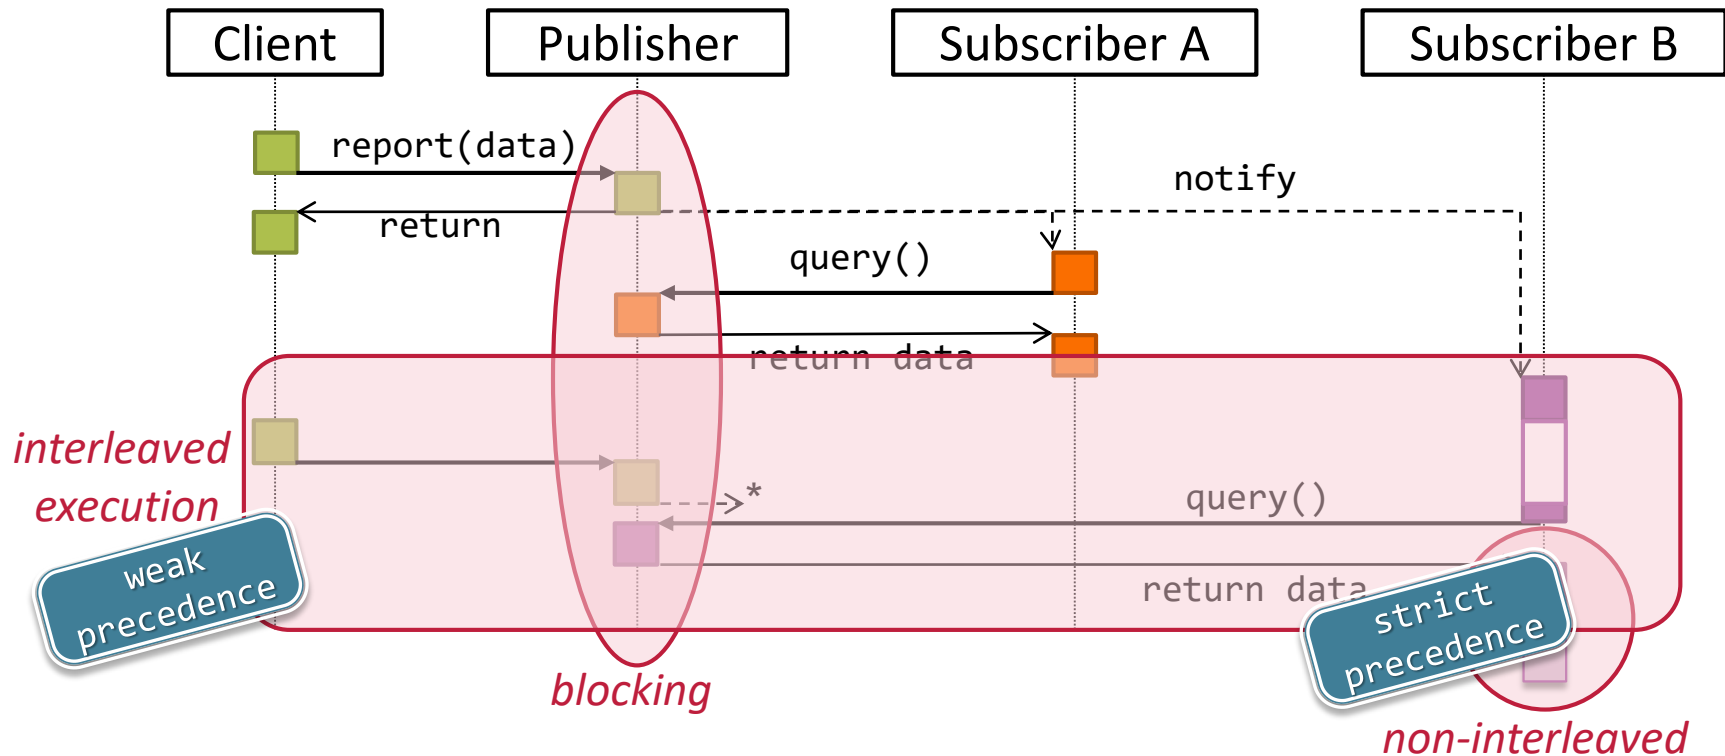 Client
Publisher
Subscriber A
Subscriber B
report(data)
notify
return
query()
return data
interleaved
execution
*
query()
weak
precedence
return data
strict
precedence
blocking
non-interleaved